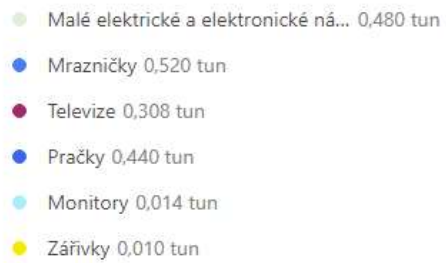 Malé elektrické a elektronické ná... 0,480 tun
Mrazničky 0,520 tun
Televize 0,308 tun
Pračky 0,440 tun
Monitory 0,014 tun
Zářivky 0,010 tun